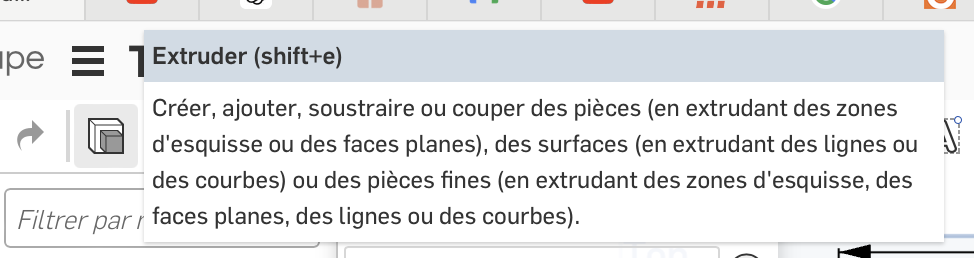 Extruder (shift+e)
Créer, ajouter, soustraire ou couper des pièces (en extrudant des zones
d'esquisse ou des faces planes), des surfaces (en extrudant des lignes ou
des courbes) ou des pièces fines (en extrudant des zones d'esquisse, des
faces planes, des lignes ou des courbes).
Filtrer par